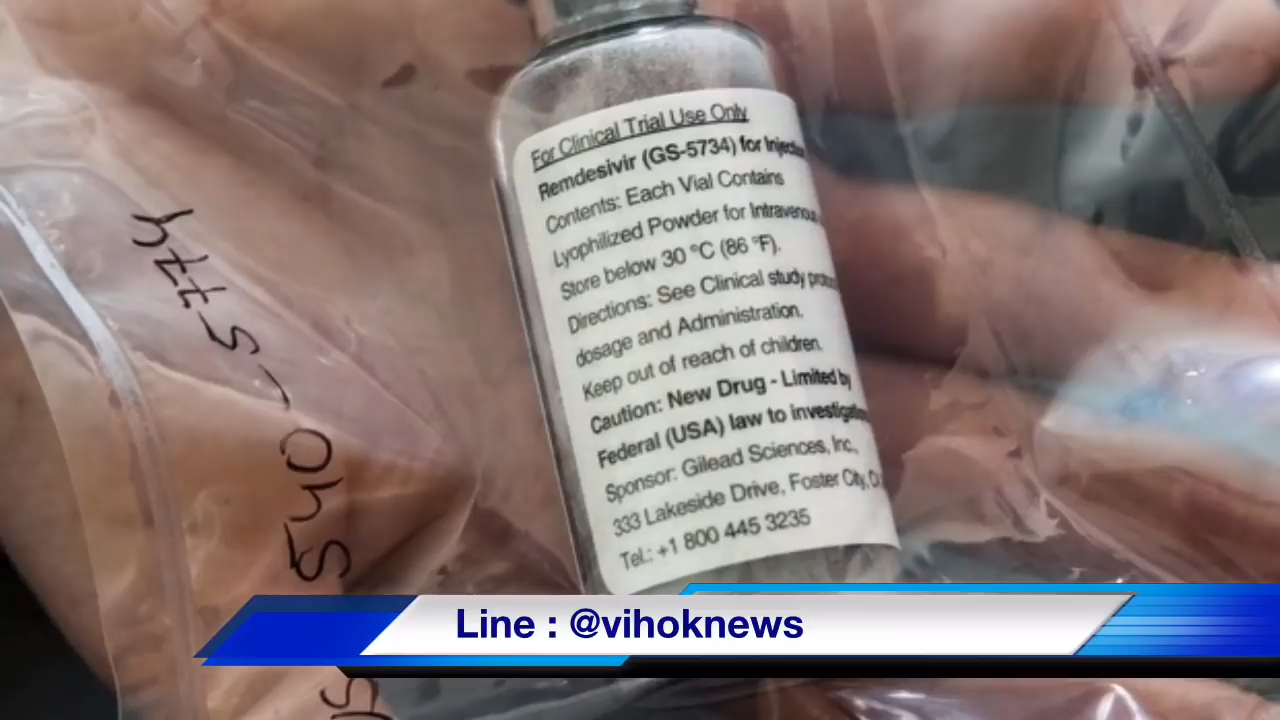 For Clinical Trial Use Only
Remdesivir (GS-5734) for
Contents: Each Vial Contains
Lyophilized Powder for
Store below 30 °C (86 °F).
Directions: See Clinical study
dosage and Administration.
Keep out of reach of children.
Caution: New Drug - Limited by
Federal (USA) law to
Sponsor: Gilead Sciences, Inc.,
333 Lakeside Drive, Foster City,
Tel.: +1 800 445 3235
Line : @vihoknews